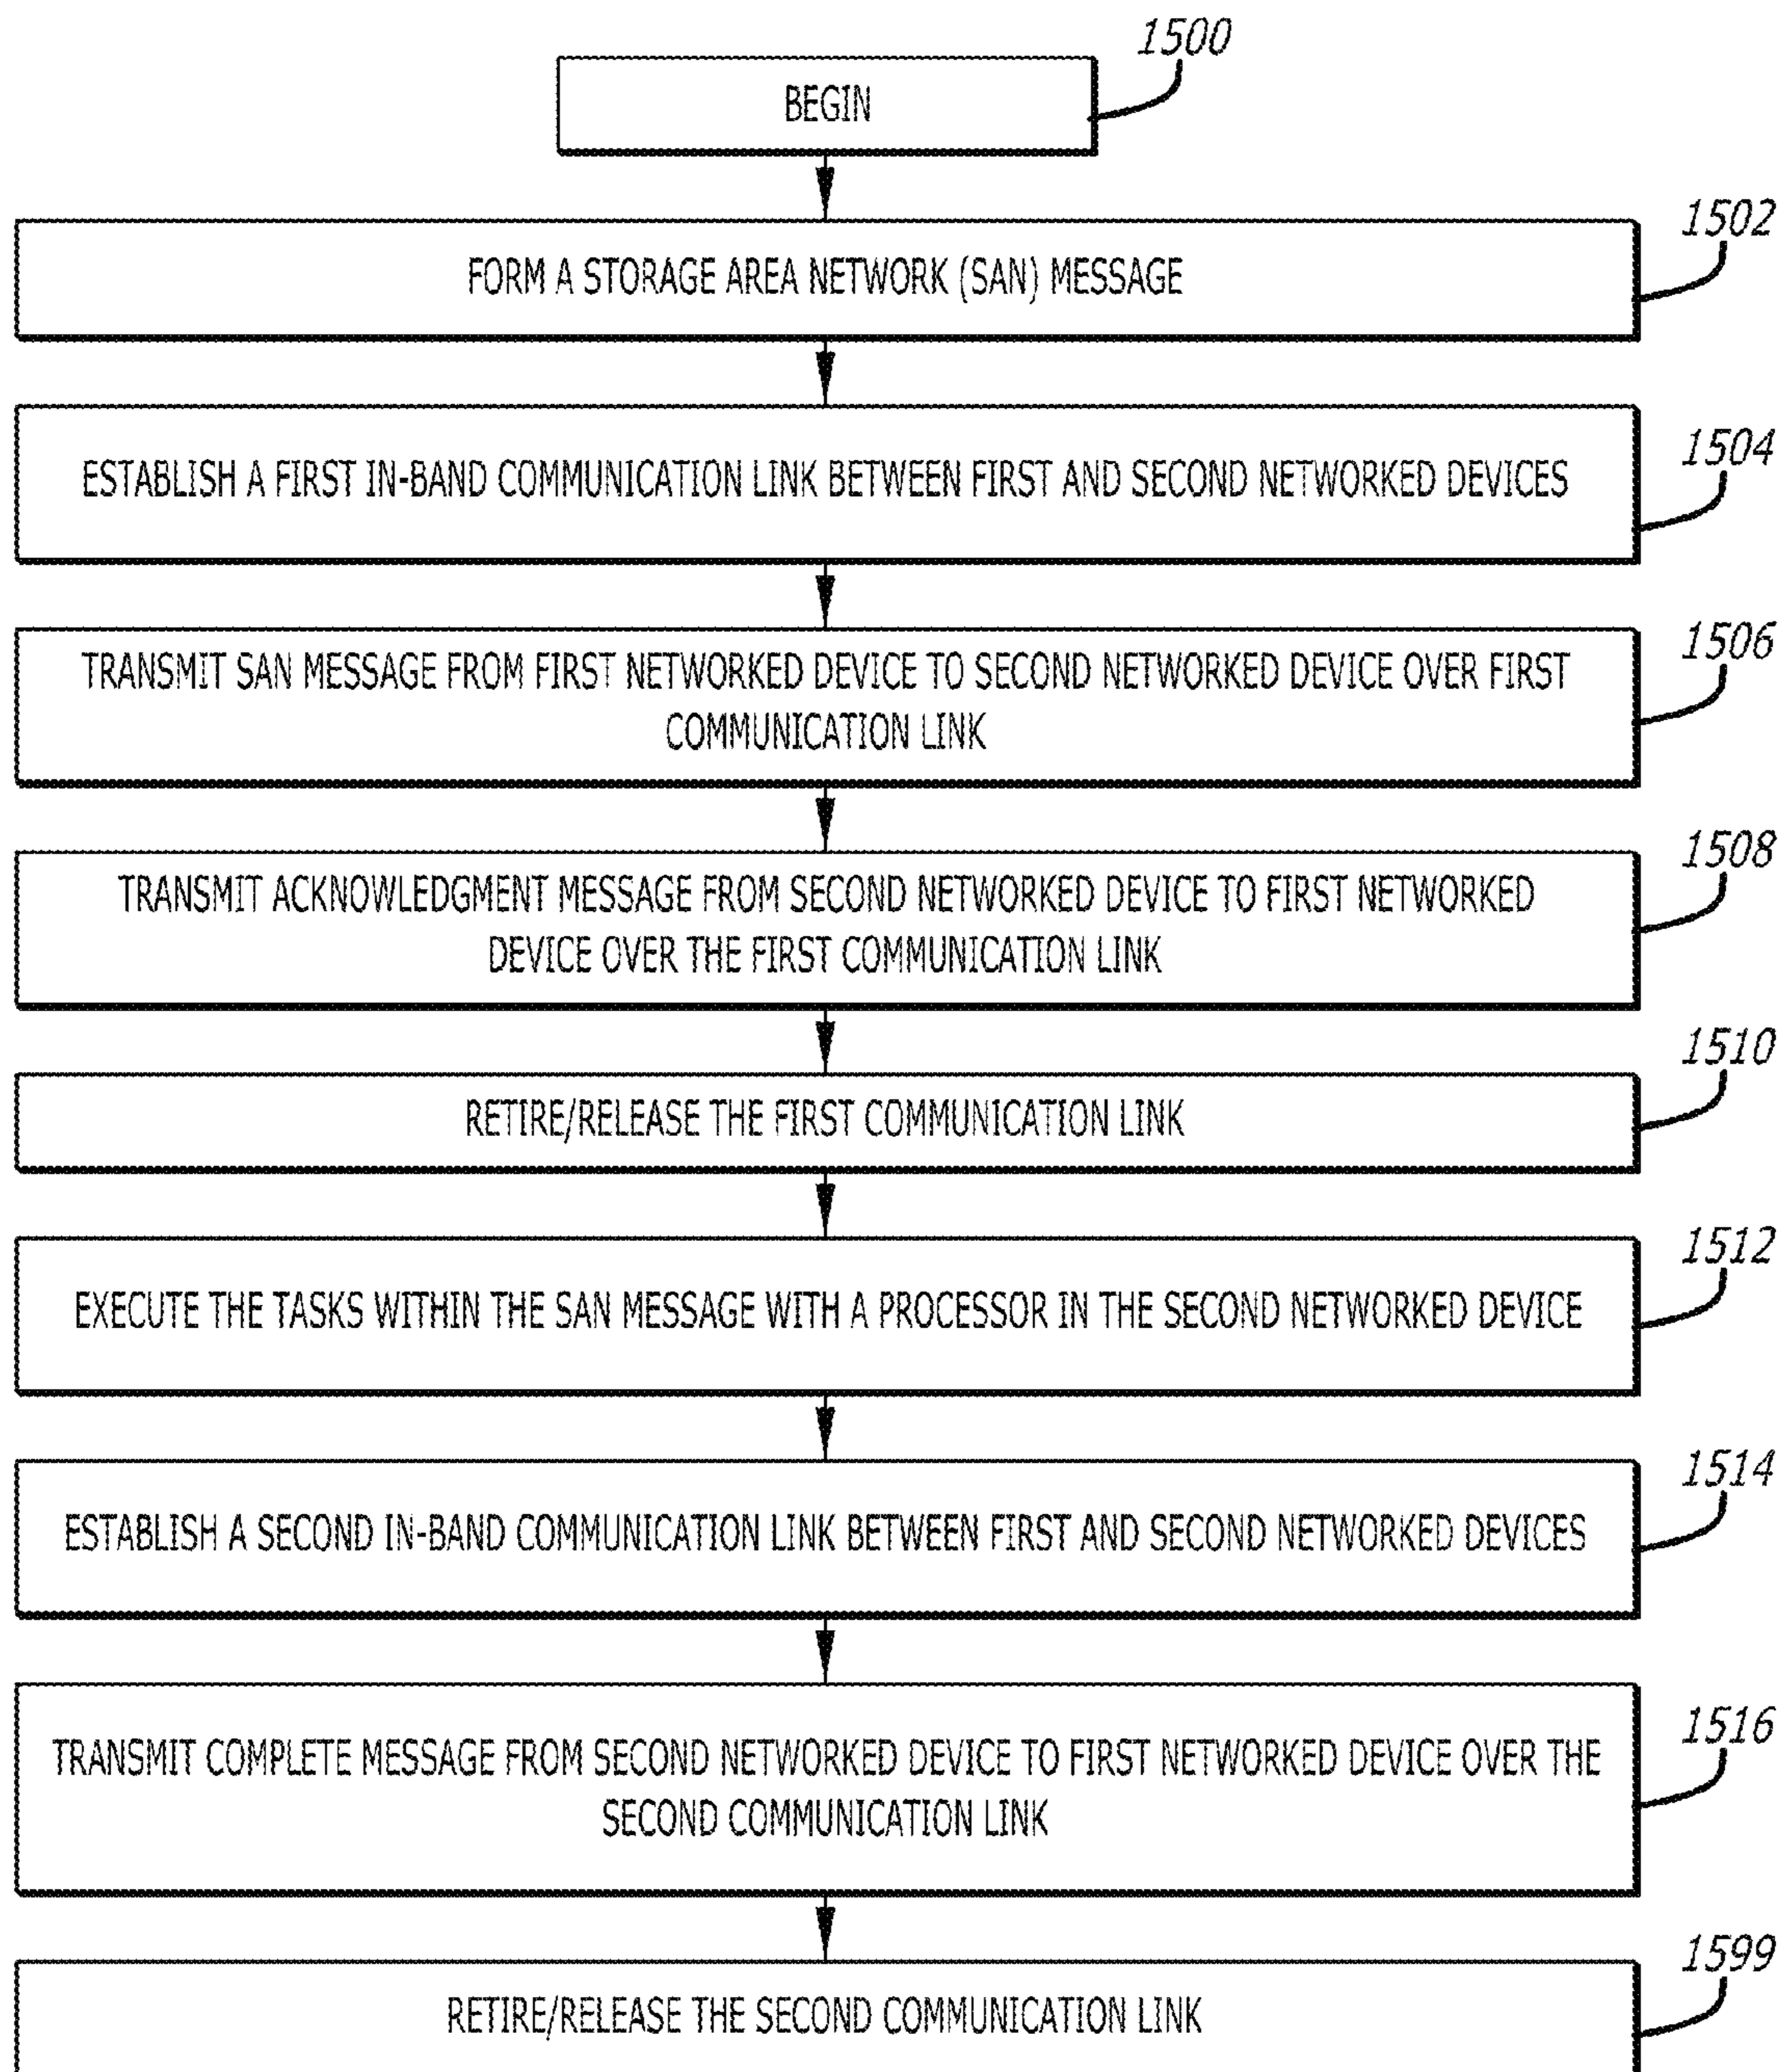 1500
BEGIN
1502
FORM A STORAGE AREA NETWORK (SAN) MESSAGE
1504
ESTABLISH A FIRST IN-BAND COMMUNICATION LINK BETWEEN FIRST AND SECOND NETWORKED DEVICES
1506
TRANSMIT SAN MESSAGE FROM FIRST NETWORKED DEVICE TO SECOND NETWORKED DEVICE OVER FIRST
COMMUNICATION LINK
1508
TRANSMIT ACKNOWLEDGMENT MESSAGE FROM SECOND NETWORKED DEVICE TO FIRST NETWORKED
DEVICE OVER THE FIRST COMMUNICATION LINK
1510
RETIRE/RELEASE THE FIRST COMMUNICATION LINK
1512
EXECUTE THE TASKS WITHIN THE SAN MESSAGE WITH A PROCESSOR IN THE SECOND NETWORKED DEVICE
1514
ESTABLISH A SECOND IN-BAND COMMUNICATION LINK BETWEEN FIRST AND SECOND NETWORKED DEVICES
1516
TRANSMIT COMPLETE MESSAGE FROM SECOND NETWORKED DEVICE TO FIRST NETWORKED DEVICE OVER THE
SECOND COMMUNICATION LINK
1599
RETIRE/RELEASE THE SECOND COMMUNICATION LINK